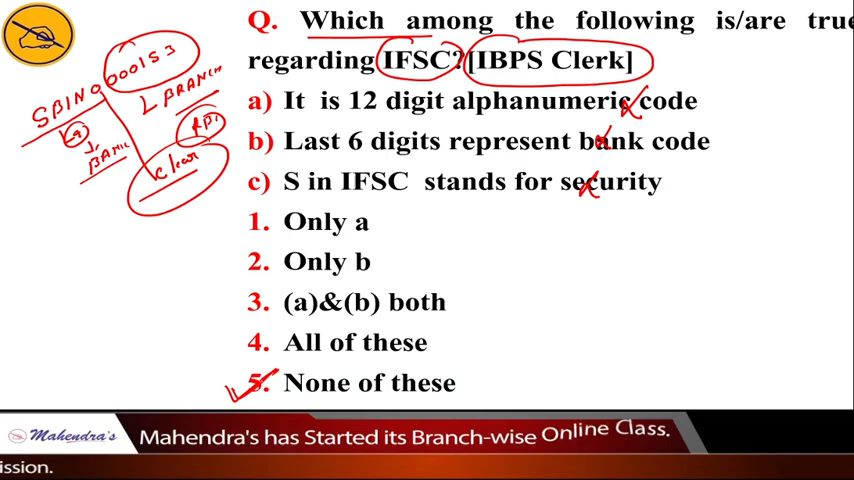 Q. Which among the following is/are true
regarding IFSC? [IBPS Clerk]
a) It is 12 digit alphanumeric code
b) Last 6 digits represent bank code
c) S in IFSC stands for security
1. Only a
2. Only b
3. (a)&(b) both
4. All of these
5. None of these
SBIN0000153
BRANCH
BANK
Mahendra's
Mahendra's has Started its Branch-wise Online Class.
ission.